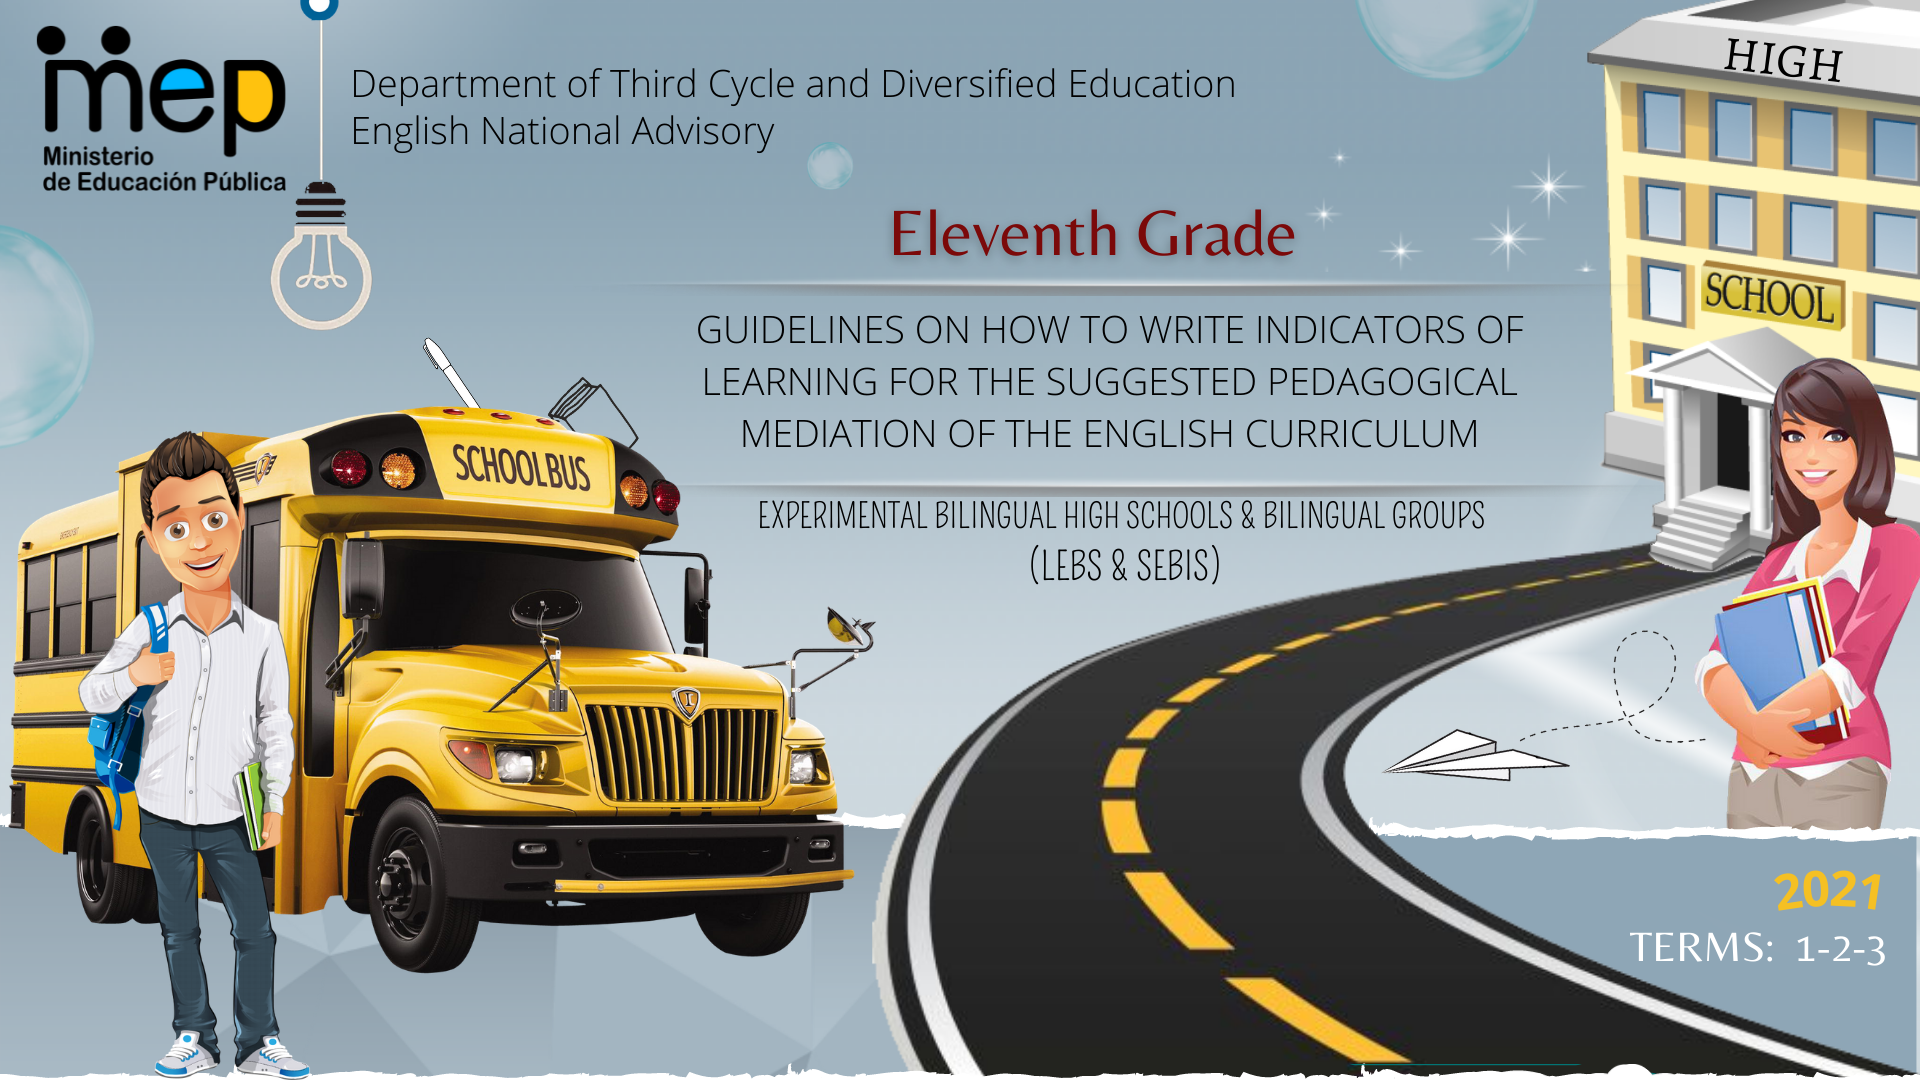 mep
Ministerio
de Educación Pública
Department of Third Cycle and Diversified Education
English National Advisory
HIGH
Eleventh Grade
SCHOOL
GUIDELINES ON HOW TO WRITE INDICATORS OF
LEARNING FOR THE SUGGESTED PEDAGOGICAL
MEDIATION OF THE ENGLISH CURRICULUM
SCHOOLBUS
EXPERIMENTAL BILINGUAL HIGH SCHOOLS & BILINGUAL GROUPS
(LEBS & SEBIS)
I
2021
TERMS: 1-2-3